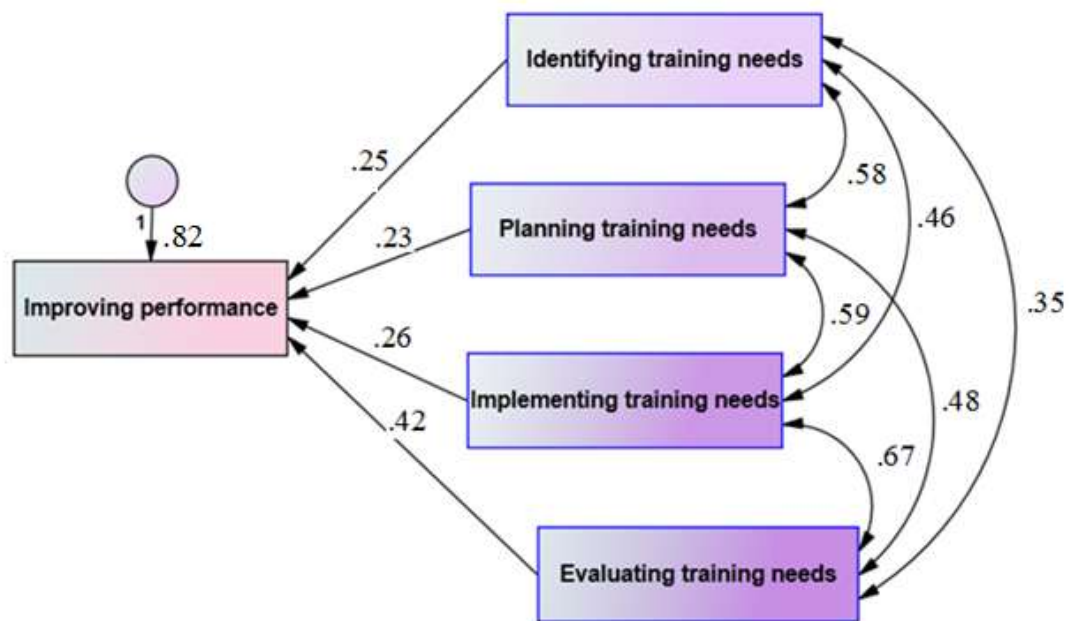 Identifying training needs
.25
.58
Planning training needs
.46
1
.82
.23
Improving performance
.59
.35
.26
Implementing training needs
.48
.42
.67
Evaluating training needs